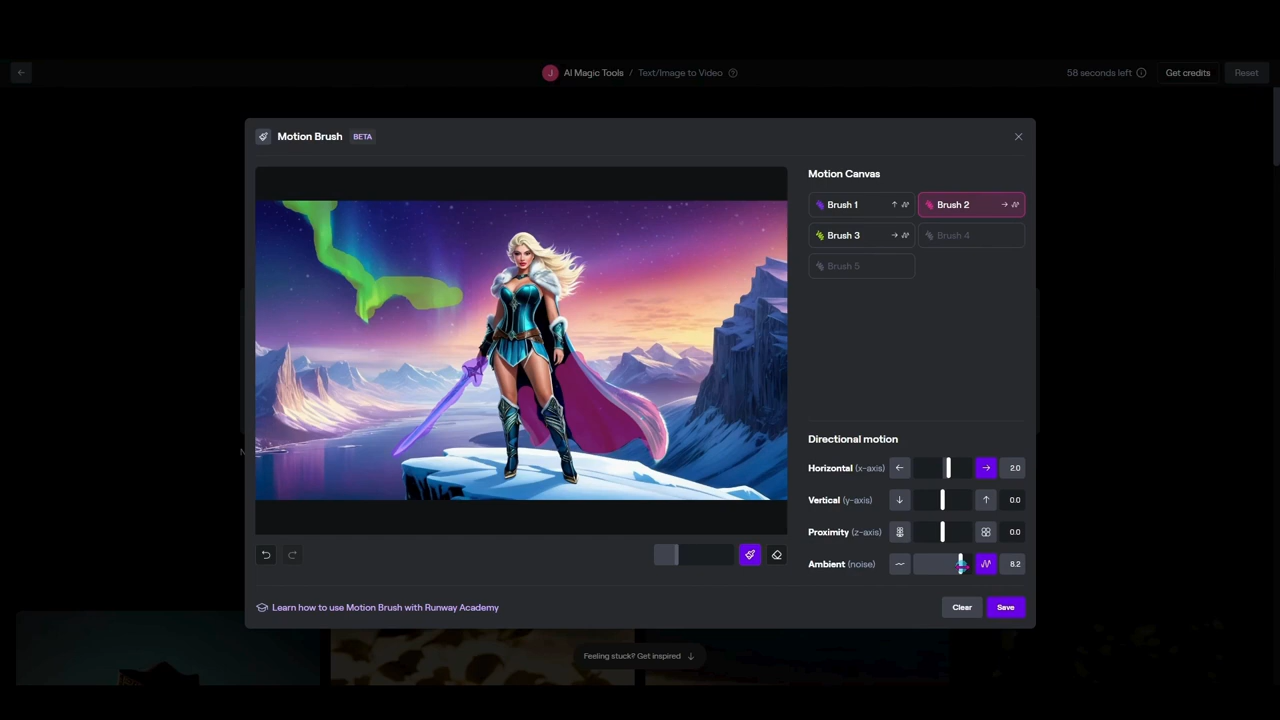 J AI Magic Tools / Text/Image to Video
58 seconds left
Get credits
Reset
Motion Brush BETA
Motion Canvas
Brush 1
Brush 2
Brush 3
Brush 4
Brush 5
Directional motion
Horizontal (x-axis) 2.0
Vertical (y-axis) 0.0
Proximity (z-axis) 0.0
Ambient (noise) 8.2
Learn how to use Motion Brush with Runway Academy
Clear
Save
Feeling stuck? Get inspired